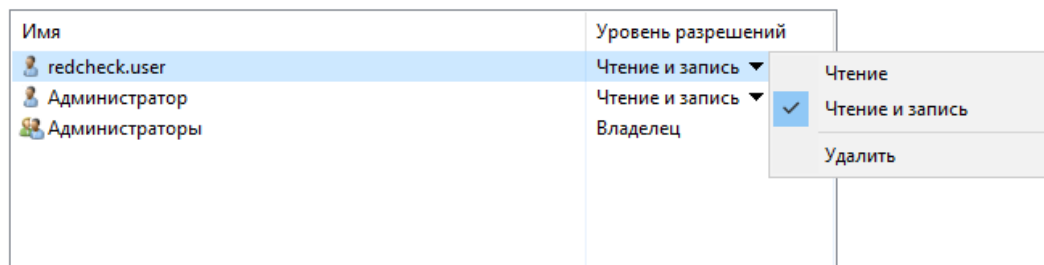 Имя Уровень разрешений
redcheck.user Чтение и запись
Администратор Чтение и запись
Администраторы Владелец
Чтение
Чтение и запись
Удалить